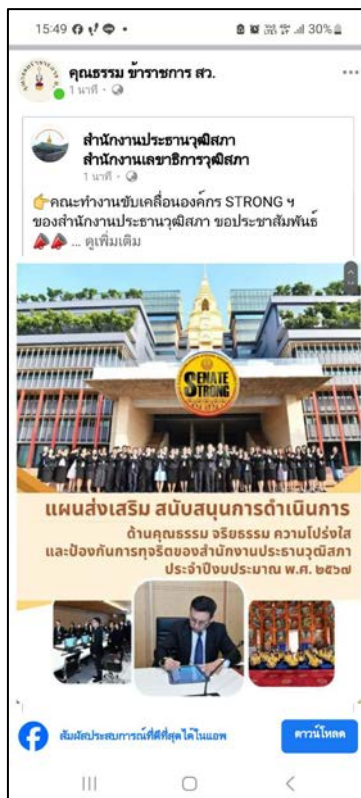 15:49
30%
คุณธรรม ข้าราชการ สว.
1 นาที
สำนักงานประธานวุฒิสภา
สำนักงานเลขาธิการวุฒิสภา
1 นาที
👉คณะทำงานขับเคลื่อนองค์กร STRONG ฯ
ของสำนักงานประธานวุฒิสภา ขอประชาสัมพันธ์
📣📣 ... ดูเพิ่มเติม
SENATE
STRONG
แผนส่งเสริม สนับสนุนการดำเนินการ
ด้านคุณธรรม จริยธรรม ความโปร่งใส
และป้องกันการทุจริตของสำนักงานประธานวุฒิสภา
ประจำปีงบประมาณ พ.ศ. ๒๕๖๗
สัมผัสประสบการณ์ที่ดีที่สุดได้ในแอพ
ดาวน์โหลด